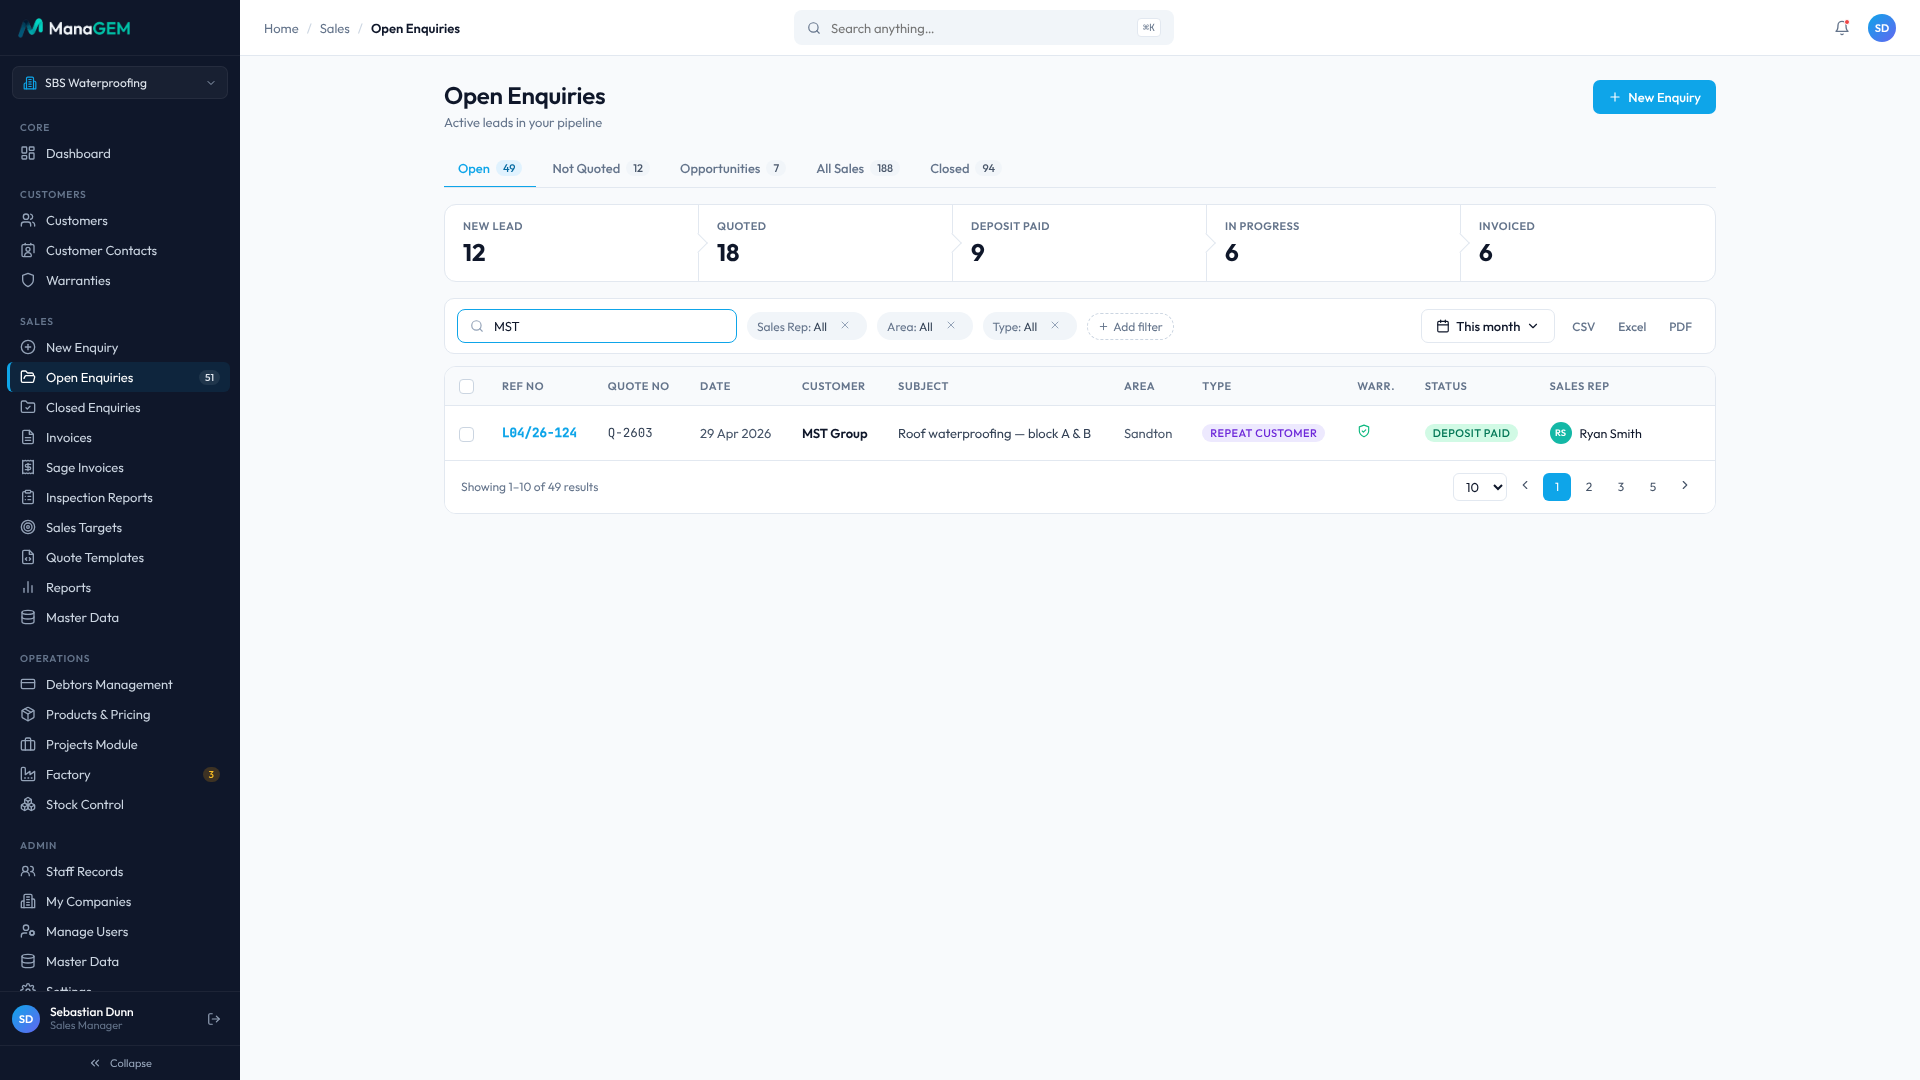 ManaGEM
SBS Waterproofing
CORE
Dashboard
CUSTOMERS
Customers
Customer Contacts
Warranties
SALES
New Enquiry
Open Enquiries 51
Closed Enquiries
Invoices
Sage Invoices
Inspection Reports
Sales Targets
Quote Templates
Reports
Master Data
OPERATIONS
Debtors Management
Products & Pricing
Projects Module
Factory 3
Stock Control
ADMIN
Staff Records
My Companies
Manage Users
Master Data
Settings
SD Sebastian Dunn
Sales Manager
Collapse
Home / Sales / Open Enquiries
Search anything... ⌘K
SD
Open Enquiries
Active leads in your pipeline
New Enquiry
Open 49 Not Quoted 12 Opportunities 7 All Sales 188 Closed 94
NEW LEAD QUOTED DEPOSIT PAID IN PROGRESS INVOICED
12 18 9 6 6
MST Sales Rep: All Area: All Type: All + Add filter This month CSV Excel PDF
REF NO QUOTE NO DATE CUSTOMER SUBJECT AREA TYPE WARR. STATUS SALES REP
L04/26-124 Q-2603 29 Apr 2026 MST Group Roof waterproofing — block A & B Sandton REPEAT CUSTOMER DEPOSIT PAID RS Ryan Smith
Showing 1–10 of 49 results 10 1 2 3 5